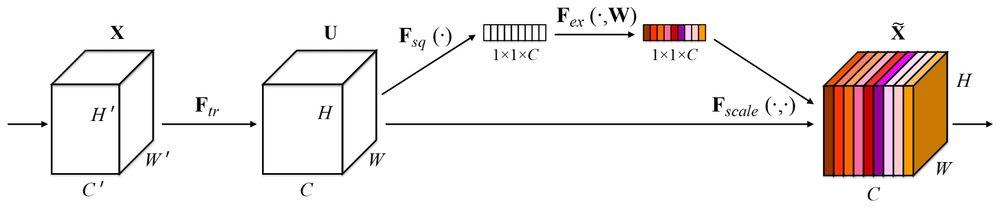 X
U
F_sq (·)
F_ex (·,W)
1×1×C
1×1×C
X̃
H′
W′
C′
F_tr
H
W
C
F_scale (·,·)
H
W
C